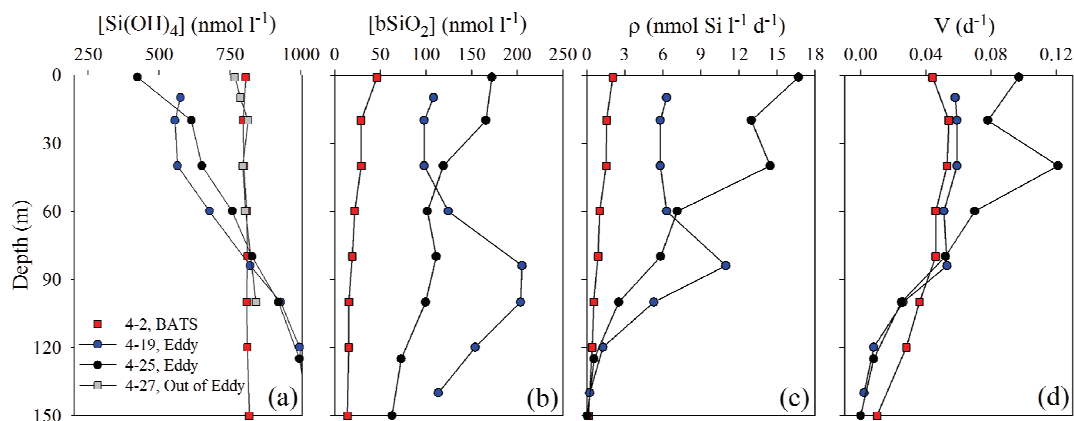 [Si(OH)4] (nmol l-1)
[bSiO2] (nmol l-1)
ρ (nmol Si l-1 d-1)
V (d-1)
250 500 750 1000
0 50 100 150 200 250
0 3 6 9 12 15 18
0.00 0.04 0.08 0.13
Depth (m)
0
30
60
90
120
150
4-2, BATS
4-19, Eddy
4-25, Eddy
4-27, Out of Eddy
(a)
(b)
(c)
(d)